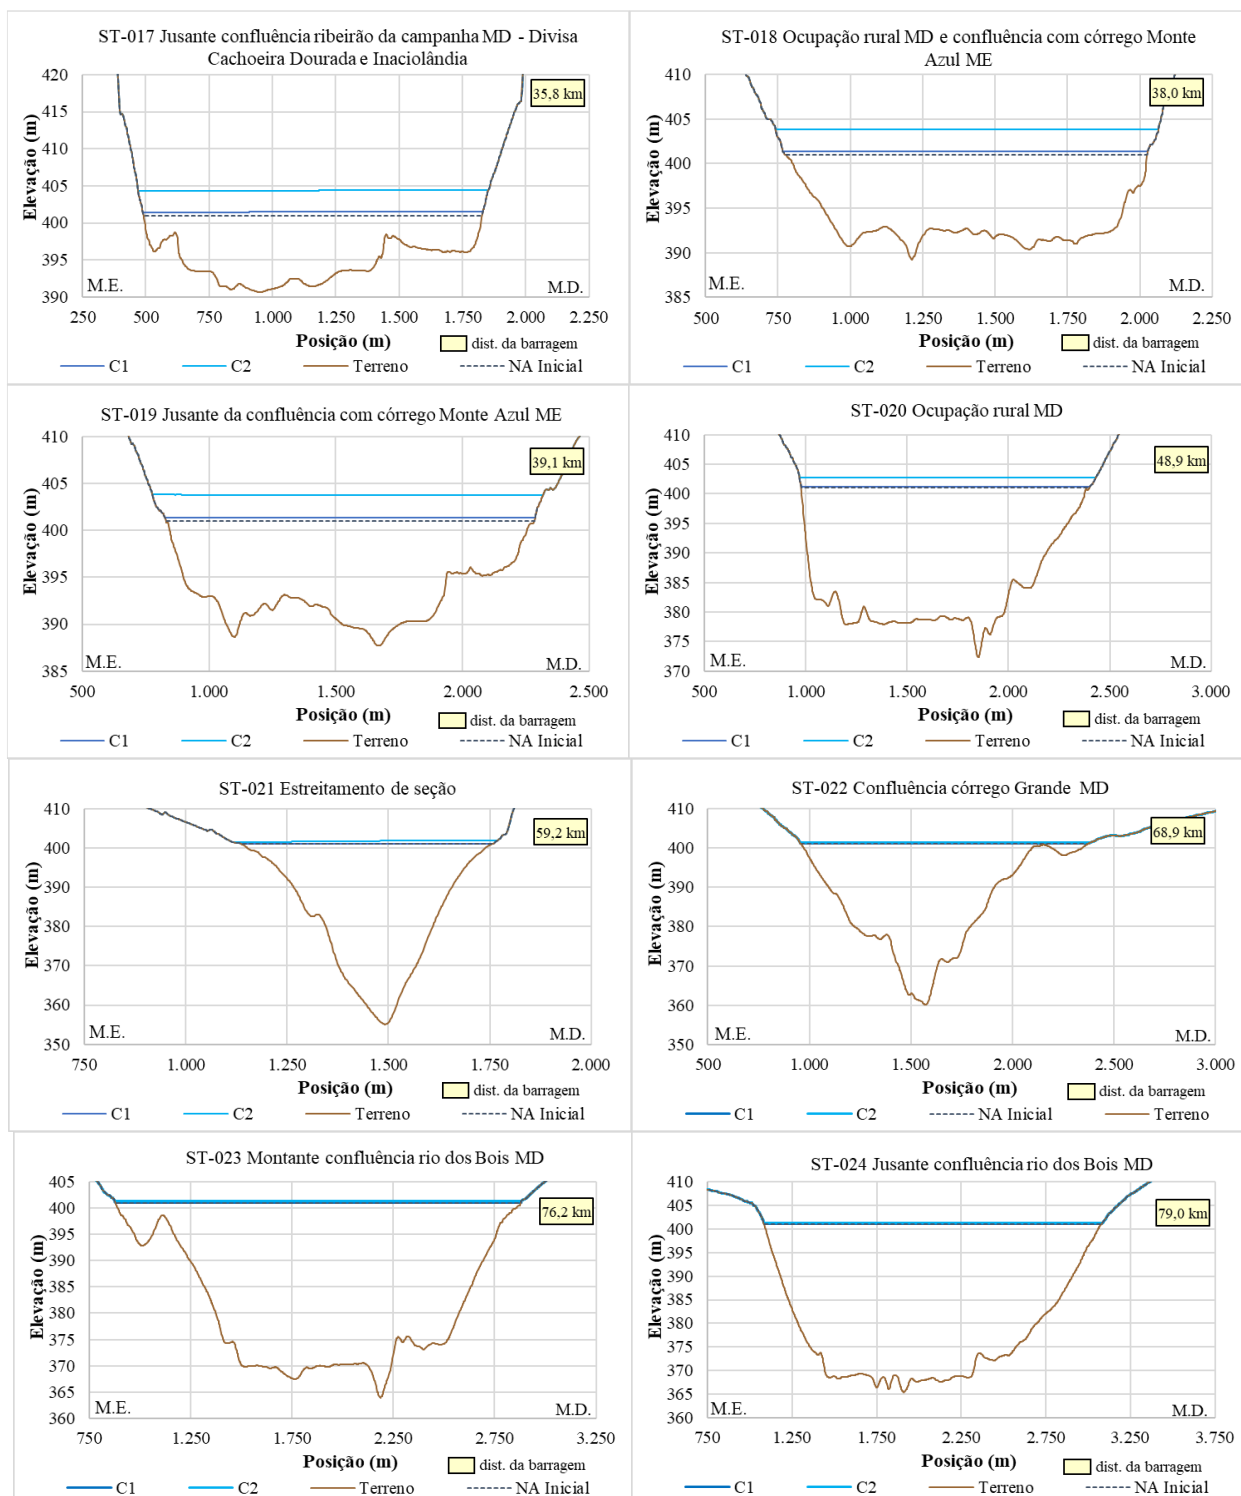 ST-017 Jusante confluência ribeirão da campanha MD - Divisa
Cachoeira Dourada e Inaciolândia
Elevação (m)
420
415
410
405
400
395
390
35,8 km
M.E.
M.D.
250
500
750
1.000
1.250
1.500
1.750
2.000
2.250
Posição (m)
dist. da barragem
C1
C2
Terreno
NA Inicial
ST-018 Ocupação rural MD e confluência com córrego Monte
Azul ME
Elevação (m)
410
405
400
395
390
385
38,0 km
M.E.
M.D.
500
750
1.000
1.250
1.500
1.750
2.000
2.250
Posição (m)
dist. da barragem
C1
C2
Terreno
NA Inicial
ST-019 Jusante da confluência com córrego Monte Azul ME
Elevação (m)
410
405
400
395
390
385
39,1 km
M.E.
M.D.
500
1.000
1.500
2.000
2.500
Posição (m)
dist. da barragem
C1
C2
Terreno
NA Inicial
ST-020 Ocupação rural MD
Elevação (m)
410
405
400
395
390
385
380
375
370
48,9 km
M.E.
M.D.
500
1.000
1.500
2.000
2.500
3.000
Posição (m)
dist. da barragem
C1
C2
Terreno
NA Inicial
ST-021 Estreitamento de seção
Elevação (m)
410
400
390
380
370
360
350
59,2 km
M.E.
M.D.
750
1.000
1.250
1.500
1.750
2.000
Posição (m)
dist. da barragem
C1
C2
Terreno
NA Inicial
ST-022 Confluência córrego Grande MD
Elevação (m)
410
400
390
380
370
360
350
68,9 km
M.E.
M.D.
500
1.000
1.500
2.000
2.500
3.000
Posição (m)
dist. da barragem
C1
C2
NA Inicial
Terreno
ST-023 Montante confluência rio dos Bois MD
Elevação (m)
405
400
395
390
385
380
375
370
365
360
76,2 km
M.E.
M.D.
750
1.250
1.750
2.250
2.750
3.250
Posição (m)
dist. da barragem
C1
C2
Terreno
NA Inicial
ST-024 Jusante confluência rio dos Bois MD
Elevação (m)
410
405
400
395
390
385
380
375
370
365
360
79,0 km
M.E.
M.D.
750
1.250
1.750
2.250
2.750
3.250
3.750
Posição (m)
dist. da barragem
C1
C2
Terreno
NA Inicial